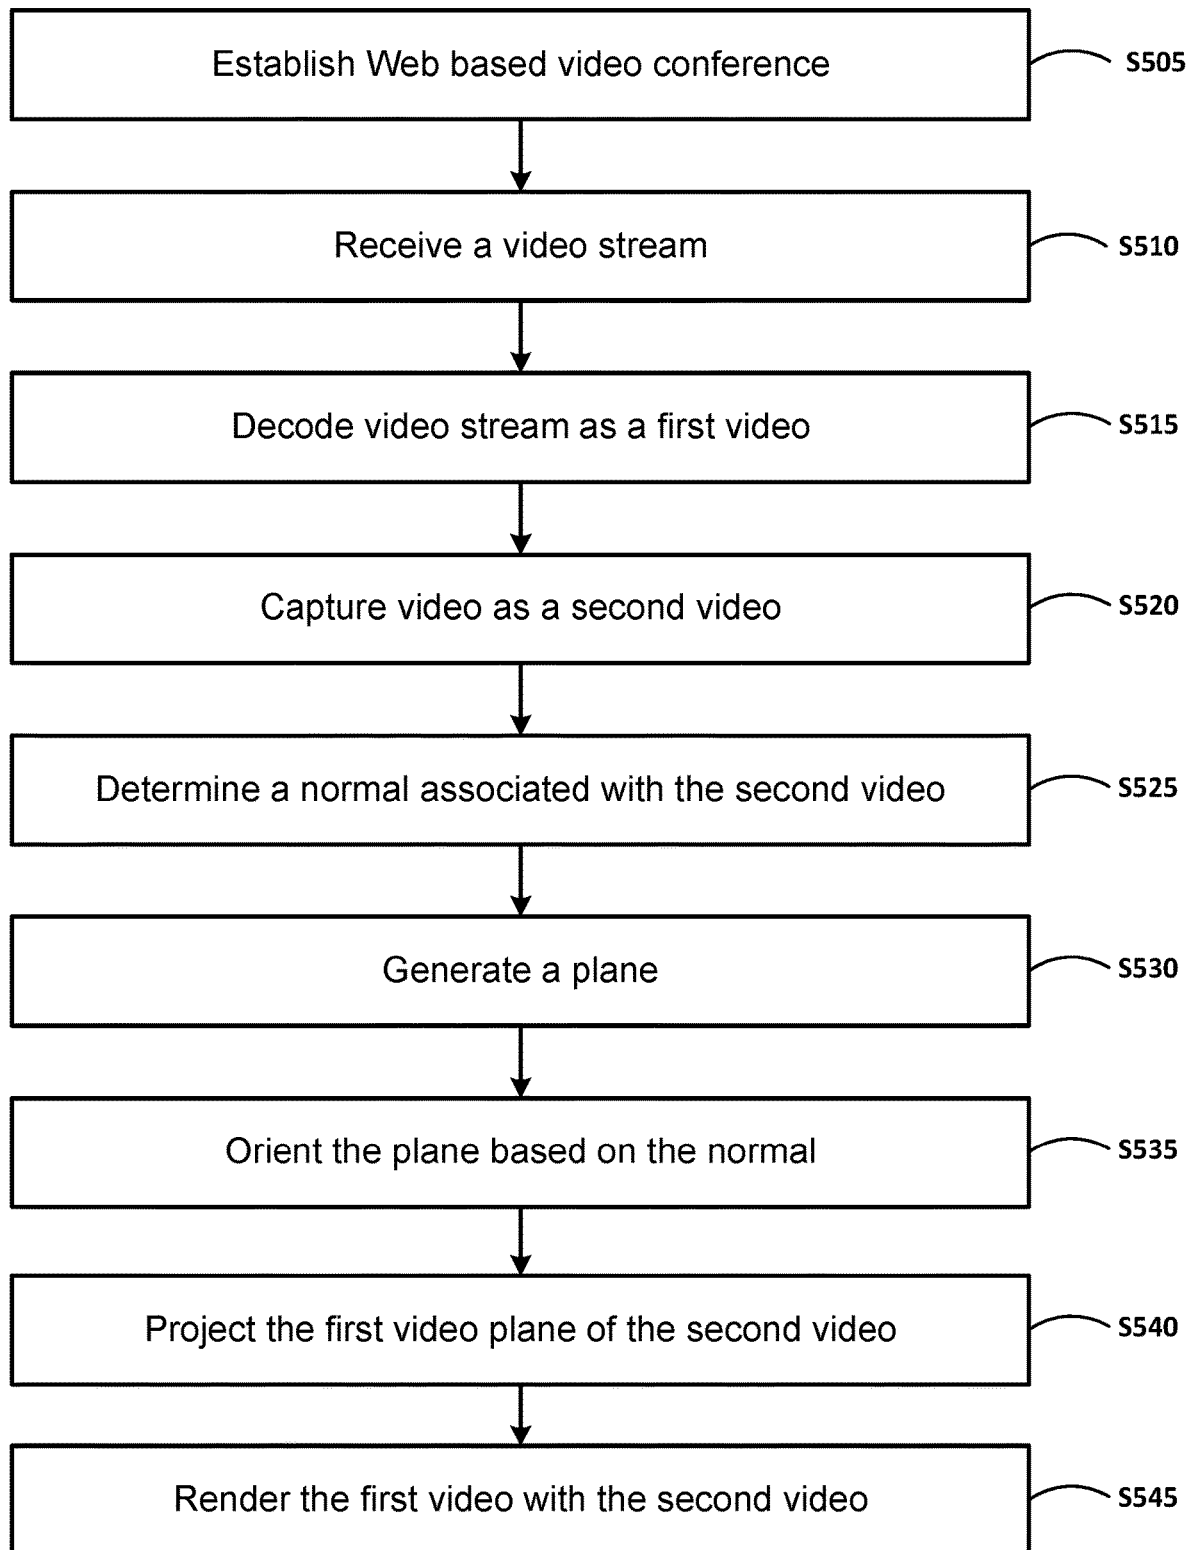 Establish Web based video conference S505
Receive a video stream S510
Decode video stream as a first video S515
Capture video as a second video S520
Determine a normal associated with the second video S525
Generate a plane S530
Orient the plane based on the normal S535
Project the first video plane of the second video S540
Render the first video with the second video S545